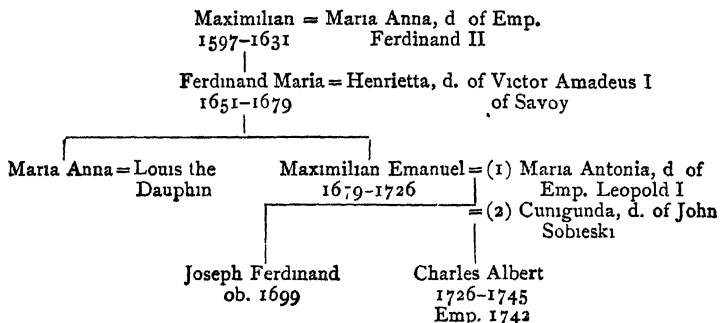 Maximilian = Maria Anna, d of Emp.
1597-1631 Ferdinand II
Ferdinand Maria = Henrietta, d. of Victor Amadeus I
1651-1679 of Savoy
Maria Anna = Louis the Maximilian Emanuel = (1) Maria Antonia, d of
Dauphin 1679-1726 Emp. Leopold I
= (2) Cunigunda, d. of John
Sobieski
Joseph Ferdinand Charles Albert
ob. 1699 1726-1745
Emp. 1742